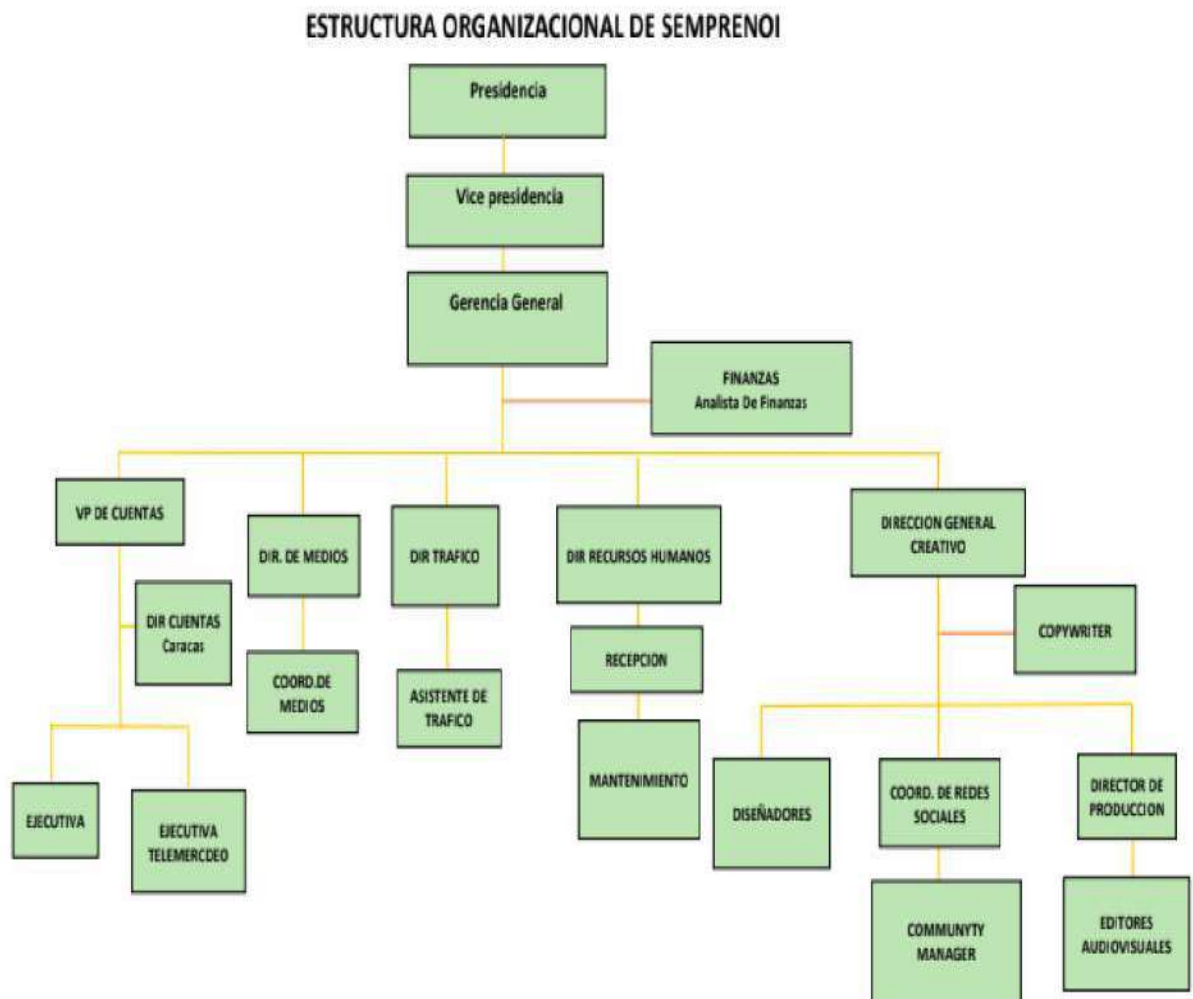 ESTRUCTURA ORGANIZACIONAL DE SEMPRENOI
Presidencia
Vice presidencia
Gerencia General
FINANZAS
Analista De Finanzas
VP DE CUENTAS
DIR. DE MEDIOS
DIR TRAFICO
DIR RECURSOS HUMANOS
DIRECCION GENERAL
CREATIVO
DIR CUENTAS
Caracas
COORD.DE
MEDIOS
ASISTENTE DE
TRAFICO
RECEPCION
COPYWRITER
MANTENIMIENTO
EJECUTIVA
EJECUTIVA
TELEMERCDEO
DISEÑADORES
COORD. DE REDES
SOCIALES
DIRECTOR DE
PRODUCCION
COMMUNYTY
MANAGER
EDITORES
AUDIOVISUALES